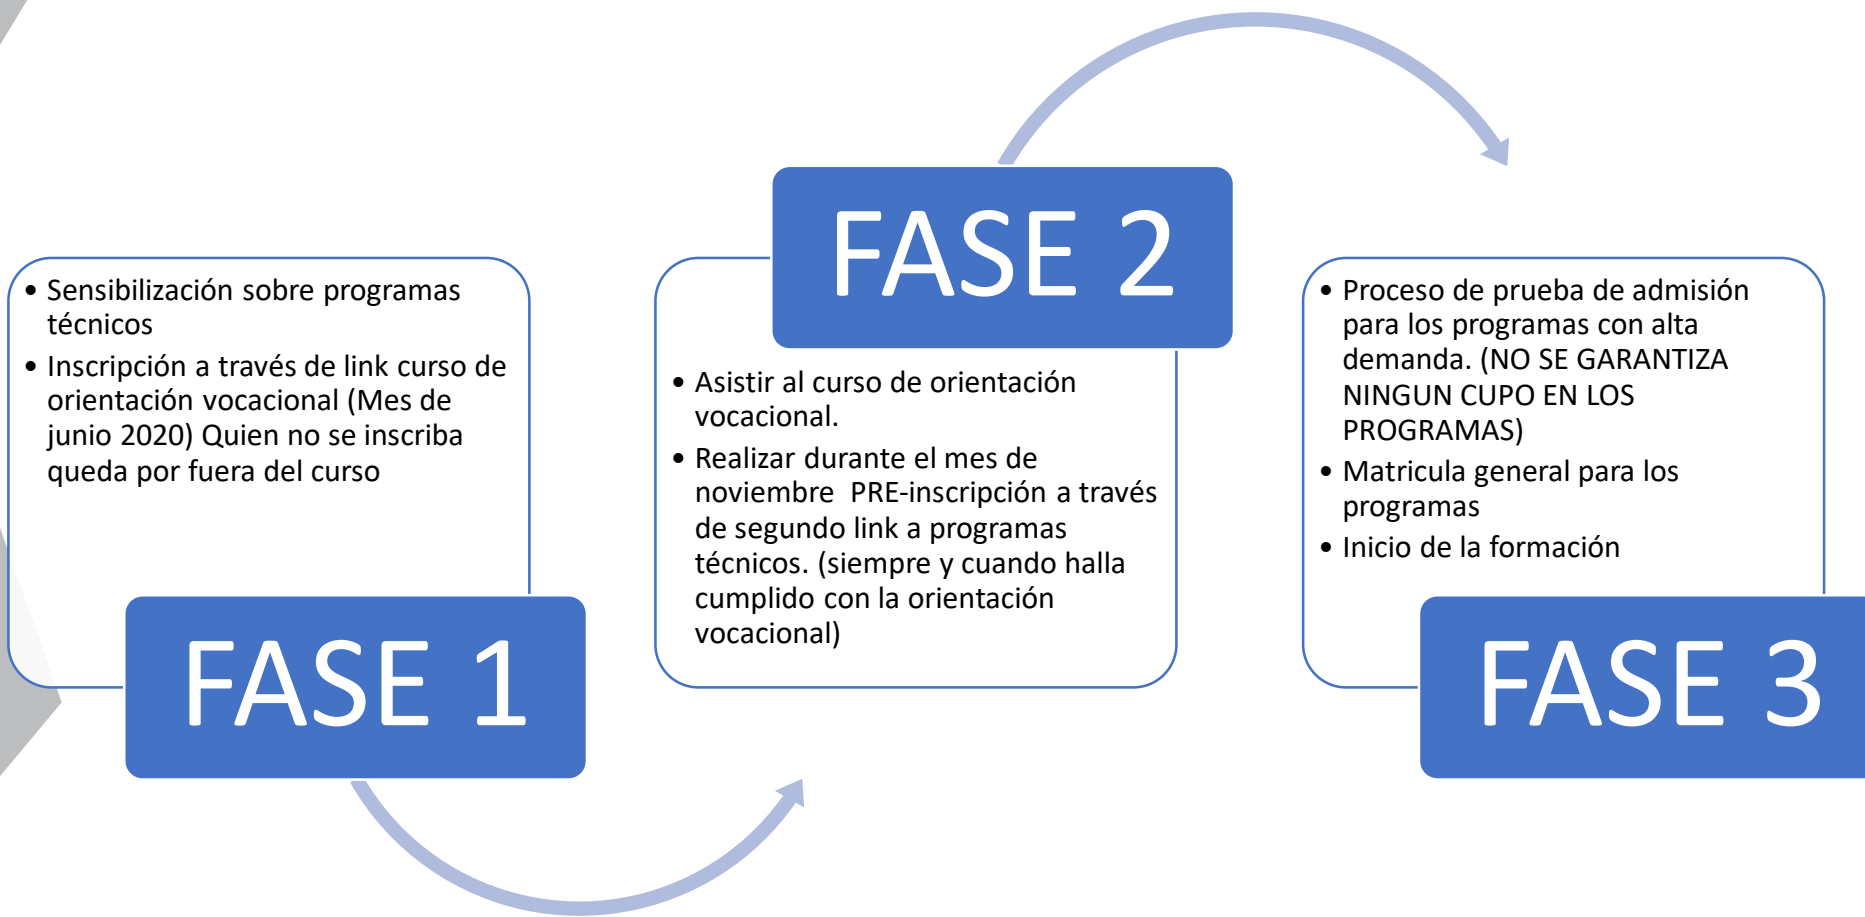 • Sensibilización sobre programas
técnicos
• Inscripción a través de link curso de
orientación vocacional (Mes de
junio 2020) Quien no se inscriba
queda por fuera del curso
FASE 1
FASE 2
• Asistir al curso de orientación
vocacional.
• Realizar durante el mes de
noviembre  PRE-inscripción a través
de segundo link a programas
técnicos. (siempre y cuando halla
cumplido con la orientación
vocacional)
• Proceso de prueba de admisión
para los programas con alta
demanda. (NO SE GARANTIZA
NINGUN CUPO EN LOS
PROGRAMAS)
• Matricula general para los
programas
• Inicio de la formación
FASE 3